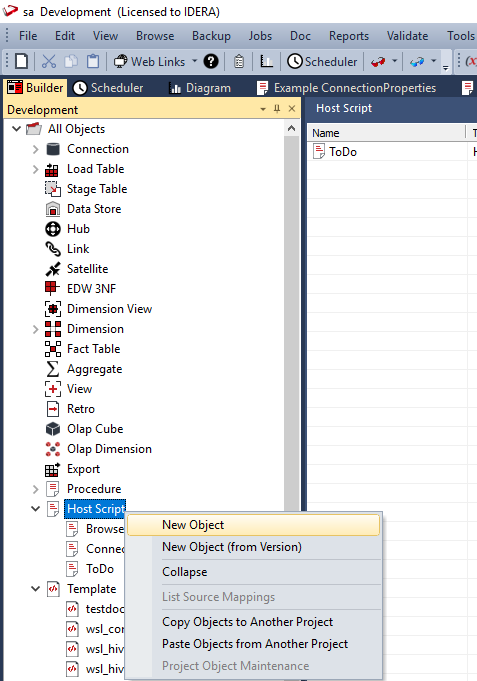 sa Development (Licensed to IDERA)
File Edit View Browse Backup Jobs Doc Reports Validate Tools
Web Links Scheduler
Builder Scheduler Diagram Example ConnectionProperties
Development
Host Script
All Objects
Name
Connection
ToDo
Load Table
Stage Table
Data Store
Hub
Link
Satellite
EDW 3NF
Dimension View
Dimension
Fact Table
Aggregate
View
Retro
Olap Cube
Olap Dimension
Export
Procedure
Host Script
New Object
Browse
New Object (from Version)
Connec
ToDo
Collapse
Template
List Source Mappings
testdoc
Copy Objects to Another Project
wsl_con
Paste Objects from Another Project
wsl_hiv
Project Object Maintenance
wsl_hiv